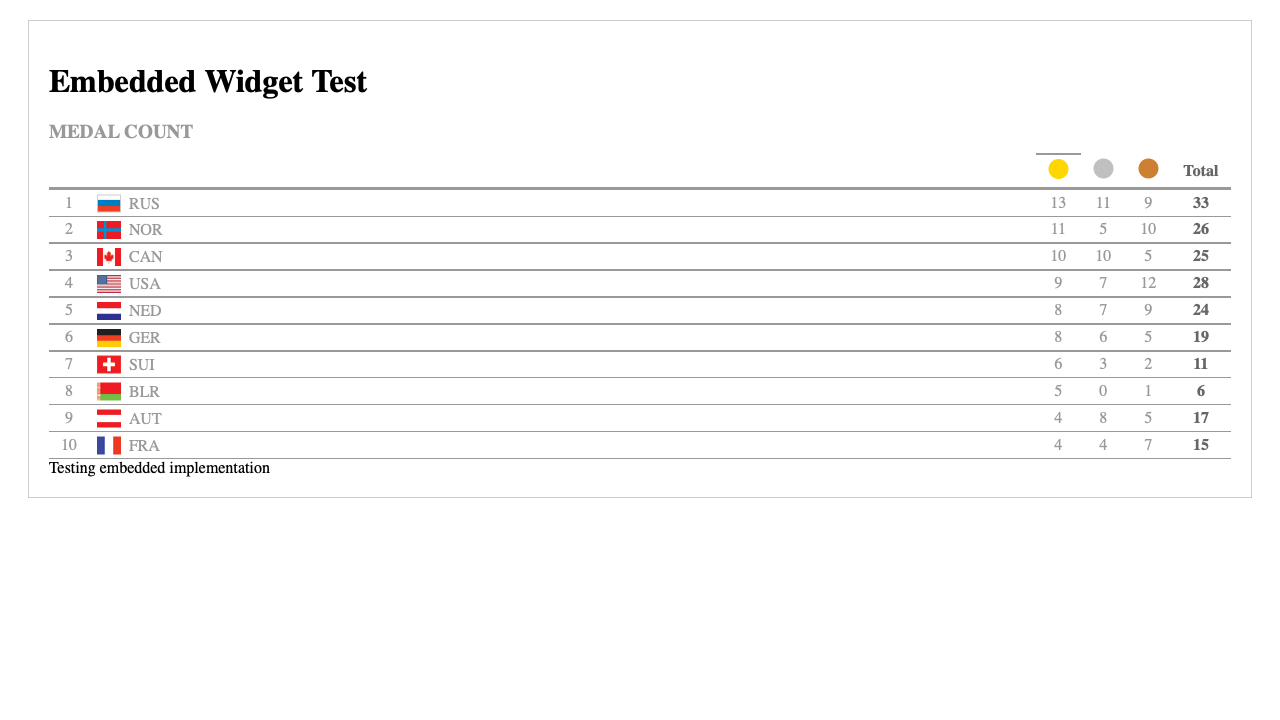 Embedded Widget Test
MEDAL COUNT
Total
1 RUS 13 11 9 33
2 NOR 11 5 10 26
3 CAN 10 10 5 25
4 USA 9 7 12 28
5 NED 8 7 9 24
6 GER 8 6 5 19
7 SUI 6 3 2 11
8 BLR 5 0 1 6
9 AUT 4 8 5 17
10 FRA 4 4 7 15
Testing embedded implementation